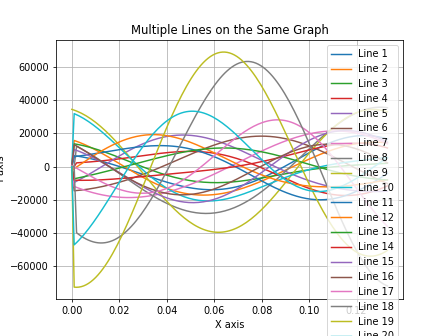 Multiple Lines on the Same Graph
60000
40000
20000
0
−20000
−40000
−60000
0.00
0.02
0.04
0.06
0.08
0.10
X axis
Line 1
Line 2
Line 3
Line 4
Line 5
Line 6
Line 7
Line 8
Line 9
Line 10
Line 11
Line 12
Line 13
Line 14
Line 15
Line 16
Line 17
Line 18
Line 19
Line 20